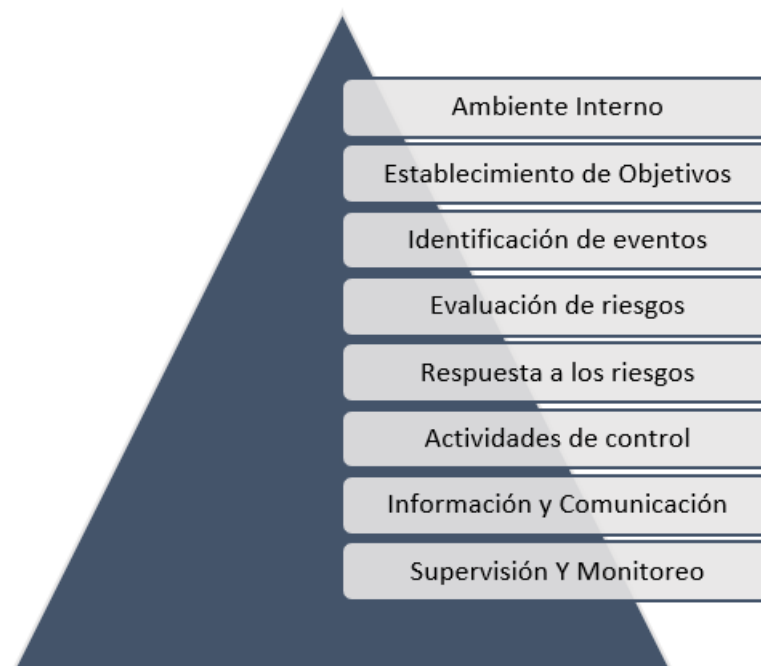 Ambiente Interno
Establecimiento de Objetivos
Identificación de eventos
Evaluación de riesgos
Respuesta a los riesgos
Actividades de control
Información y Comunicación
Supervisión Y Monitoreo